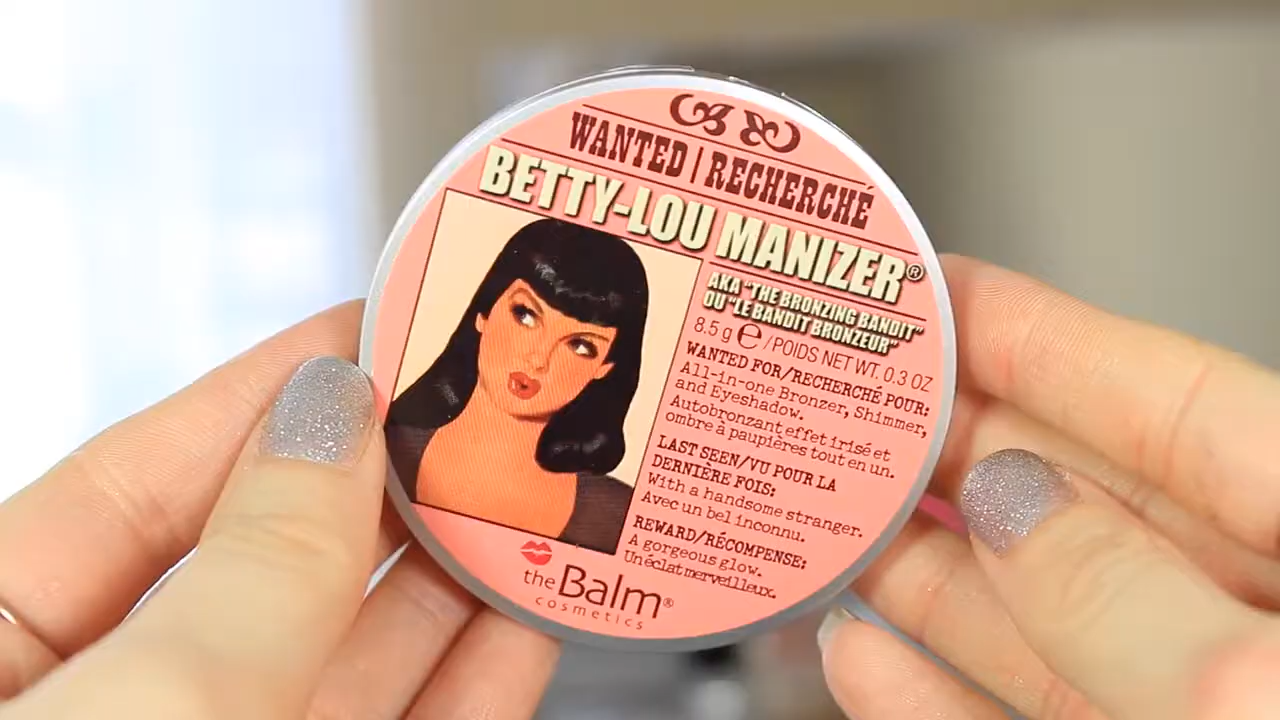 WANTED | RECHERCHÉ
BETTY-LOU MANIZER®
AKA "THE BRONZING BANDIT"
OU "LE BANDIT BRONZEUR"
8.5 g ℮ / POIDS NET WT. 0.3 OZ
WANTED FOR/RECHERCHÉ POUR:
All-in-one Bronzer, Shimmer,
and Eyeshadow.
Autobronzant effet irisé et
ombre à paupières tout en un.
LAST SEEN/VU POUR LA
DERNIÈRE FOIS:
With a handsome stranger.
Avec un bel inconnu.
REWARD/RÉCOMPENSE:
A gorgeous glow.
Un éclat merveilleux.
theBalm®
cosmetics